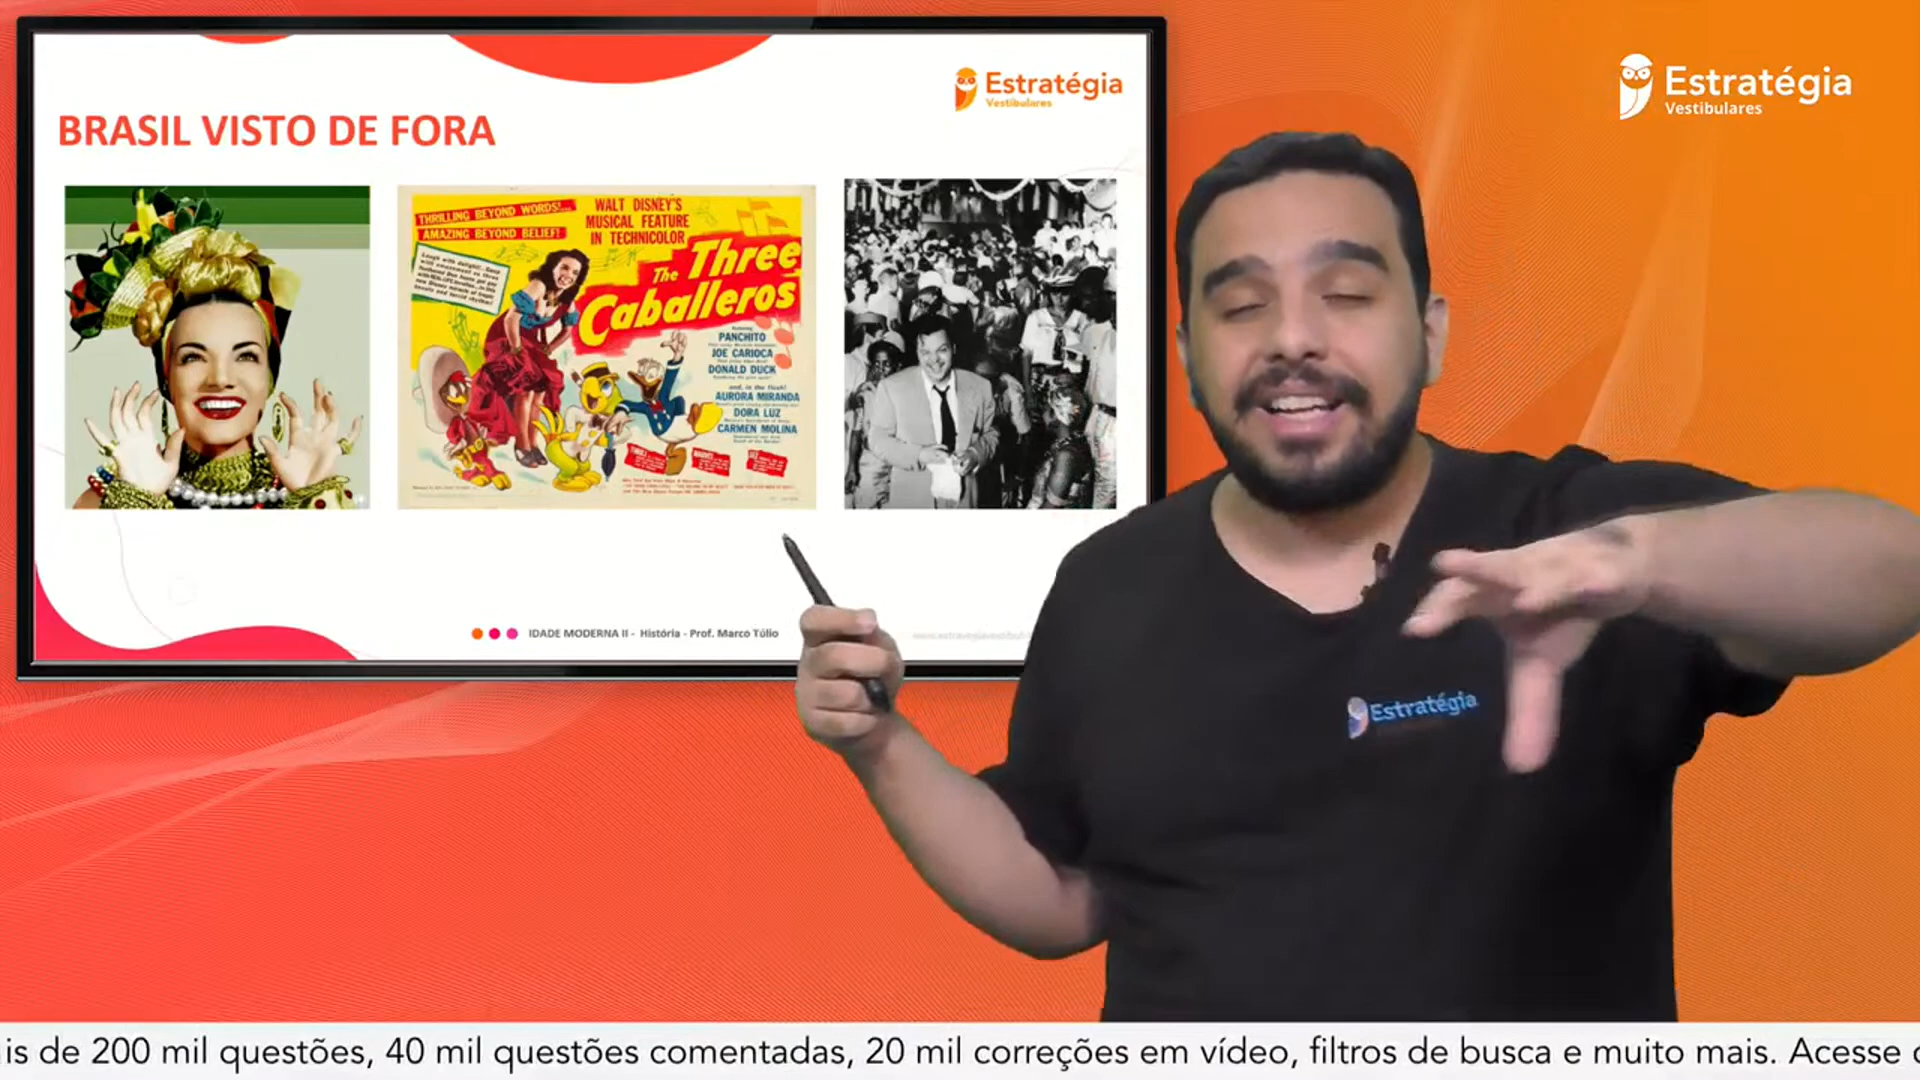 Estratégia
Vestibulares
BRASIL VISTO DE FORA
THRILLING BEYOND WORDS!...
AMAZING BEYOND BELIEF!
WALT DISNEY'S
MUSICAL FEATURE
IN TECHNICOLOR
The Three
Caballeros
PANCHITO
JOE CARIOCA
DONALD DUCK
AURORA MIRANDA
DORA LUZ
CARMEN MOLINA
IDADE MODERNA II - História - Prof. Marco Túlio
Estratégia
Vestibulares
Estratégia
is de 200 mil questões, 40 mil questões comentadas, 20 mil correções em vídeo, filtros de busca e muito mais. Acesse